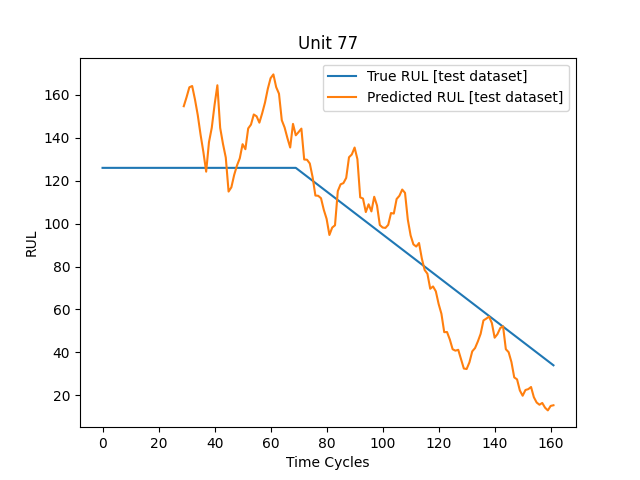 Unit 77
True RUL [test dataset]
Predicted RUL [test dataset]
RUL
160
140
120
100
80
60
40
20
0 20 40 60 80 100 120 140 160
Time Cycles